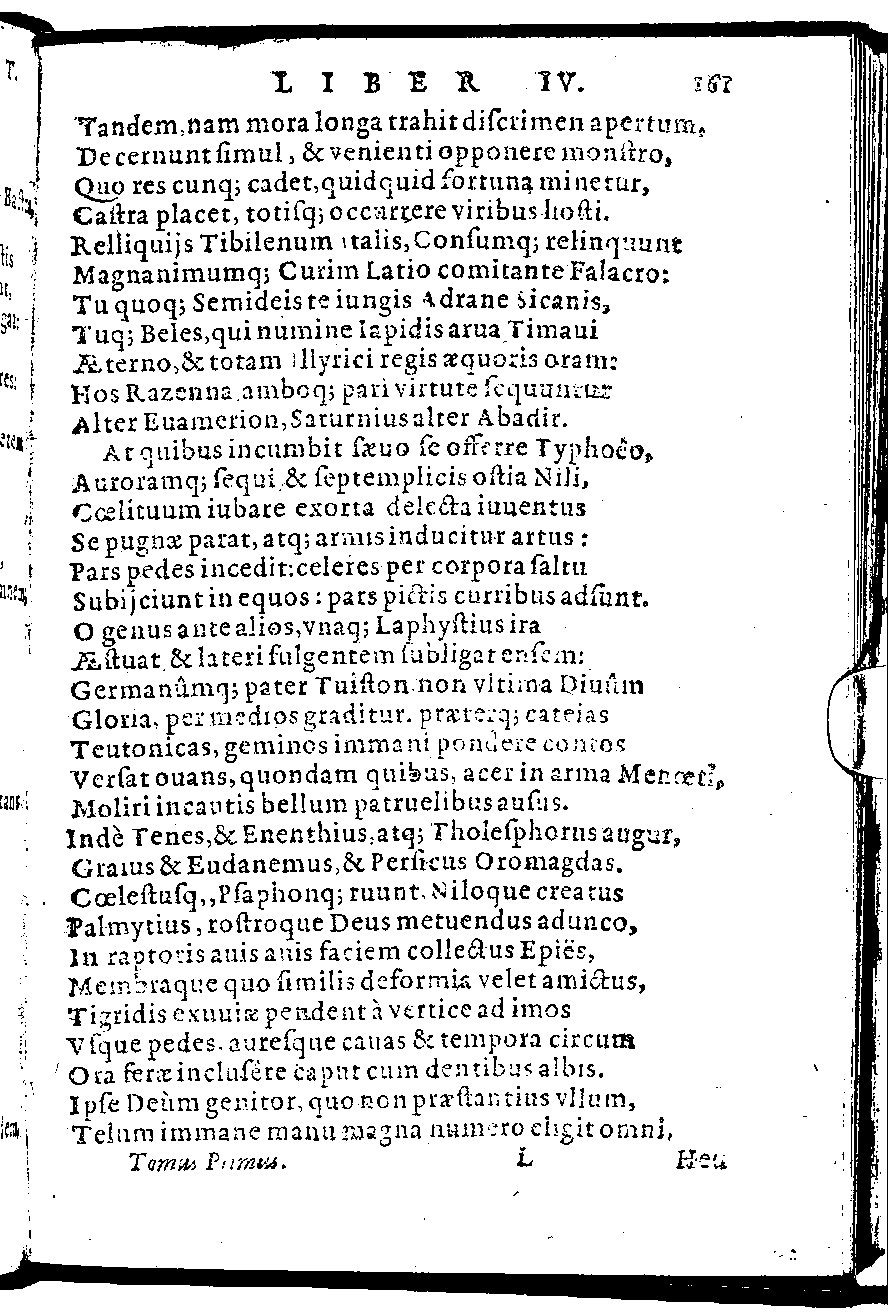 LIBER IV. 161
Tandem, nam mora longa trahit diſcrimen apertum,
Decernunt ſimul, & venienti opponere monſtro,
Quo res cunq; cadet, quidquid fortuna minetur,
Caſtra placet, totiſq; occurrere viribus hoſti.
Relliquijs Tibilenum italis, Conſumq; relinquunt
Magnanimumq; Curim Latio comitante Falacro:
Tu quoq; Semideis te iungis Adrane Sicanis,
Tuq; Beles, qui numine Iapidis arua Timaui
Æterno, & totam Illyrici regis æquoris oram:
Hos Razenna amboq; pari virtute ſequuntur
Alter Euamerion, Saturnius alter Abadir.
At quibus incumbit ſæuo ſe offerre Typhoëo,
Auroramq; ſequi & ſeptemplicis oſtia Nili,
Cœlituum iubare exorta delecta iuuentus
Se pugnæ parat, atq; armis inducitur artus:
Pars pedes incedit: celeres per corpora ſaltu
Subijciunt in equos: pars pictis curribus adſunt.
O genus ante alios, vnaq; Laphyſtius ira
Æſtuat & lateri fulgentem ſubligat enſem:
Germanûmq; pater Tuiſton non vltima Diuûm
Gloria, per medios graditur. præterq; cateias
Teutonicas, geminos immani pondere contos
Verſat ouans, quondam quibus, acer in arma Menœtî,
Moliri incautis bellum patruelibus auſus.
Indè Tenes, & Enenthius, atq; Tholeſphorus augur,
Graius & Eudanemus, & Perſicus Oromagdas.
Cœleſtuſq,, Pſaphonq; ruunt. Niloque creatus
Palmytius, roſtroque Deus metuendus adunco,
In raptoris auis auis faciem collectus Epiës,
Membraque quo ſimilis deformia velet amictus,
Tigridis exuuiæ pendent à vertice ad imos
Vſque pedes. aureſque cauas & tempora circum
Ora feræ incluſêre caput cum dentibus albis.
Ipſe Deûm genitor, quo non præſtantius vllum,
Telum immane manu magna numero eligit omni,
Tomus Primus. L Heu